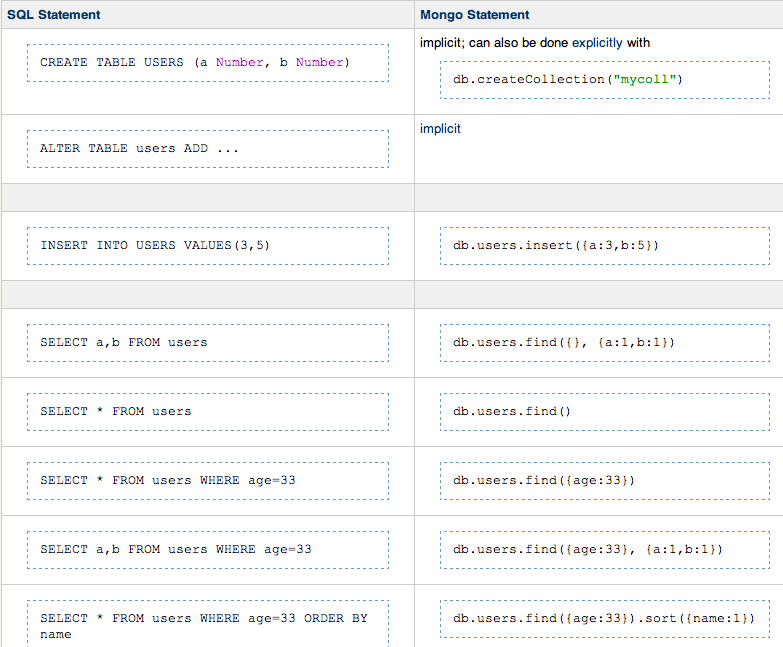 SQL Statement
Mongo Statement
CREATE TABLE USERS (a Number, b Number)
implicit; can also be done explicitly with
db.createCollection("mycoll")
ALTER TABLE users ADD ...
implicit
INSERT INTO USERS VALUES(3,5)
db.users.insert({a:3,b:5})
SELECT a,b FROM users
db.users.find({}, {a:1,b:1})
SELECT * FROM users
db.users.find()
SELECT * FROM users WHERE age=33
db.users.find({age:33})
SELECT a,b FROM users WHERE age=33
db.users.find({age:33}, {a:1,b:1})
SELECT * FROM users WHERE age=33 ORDER BY
name
db.users.find({age:33}).sort({name:1})